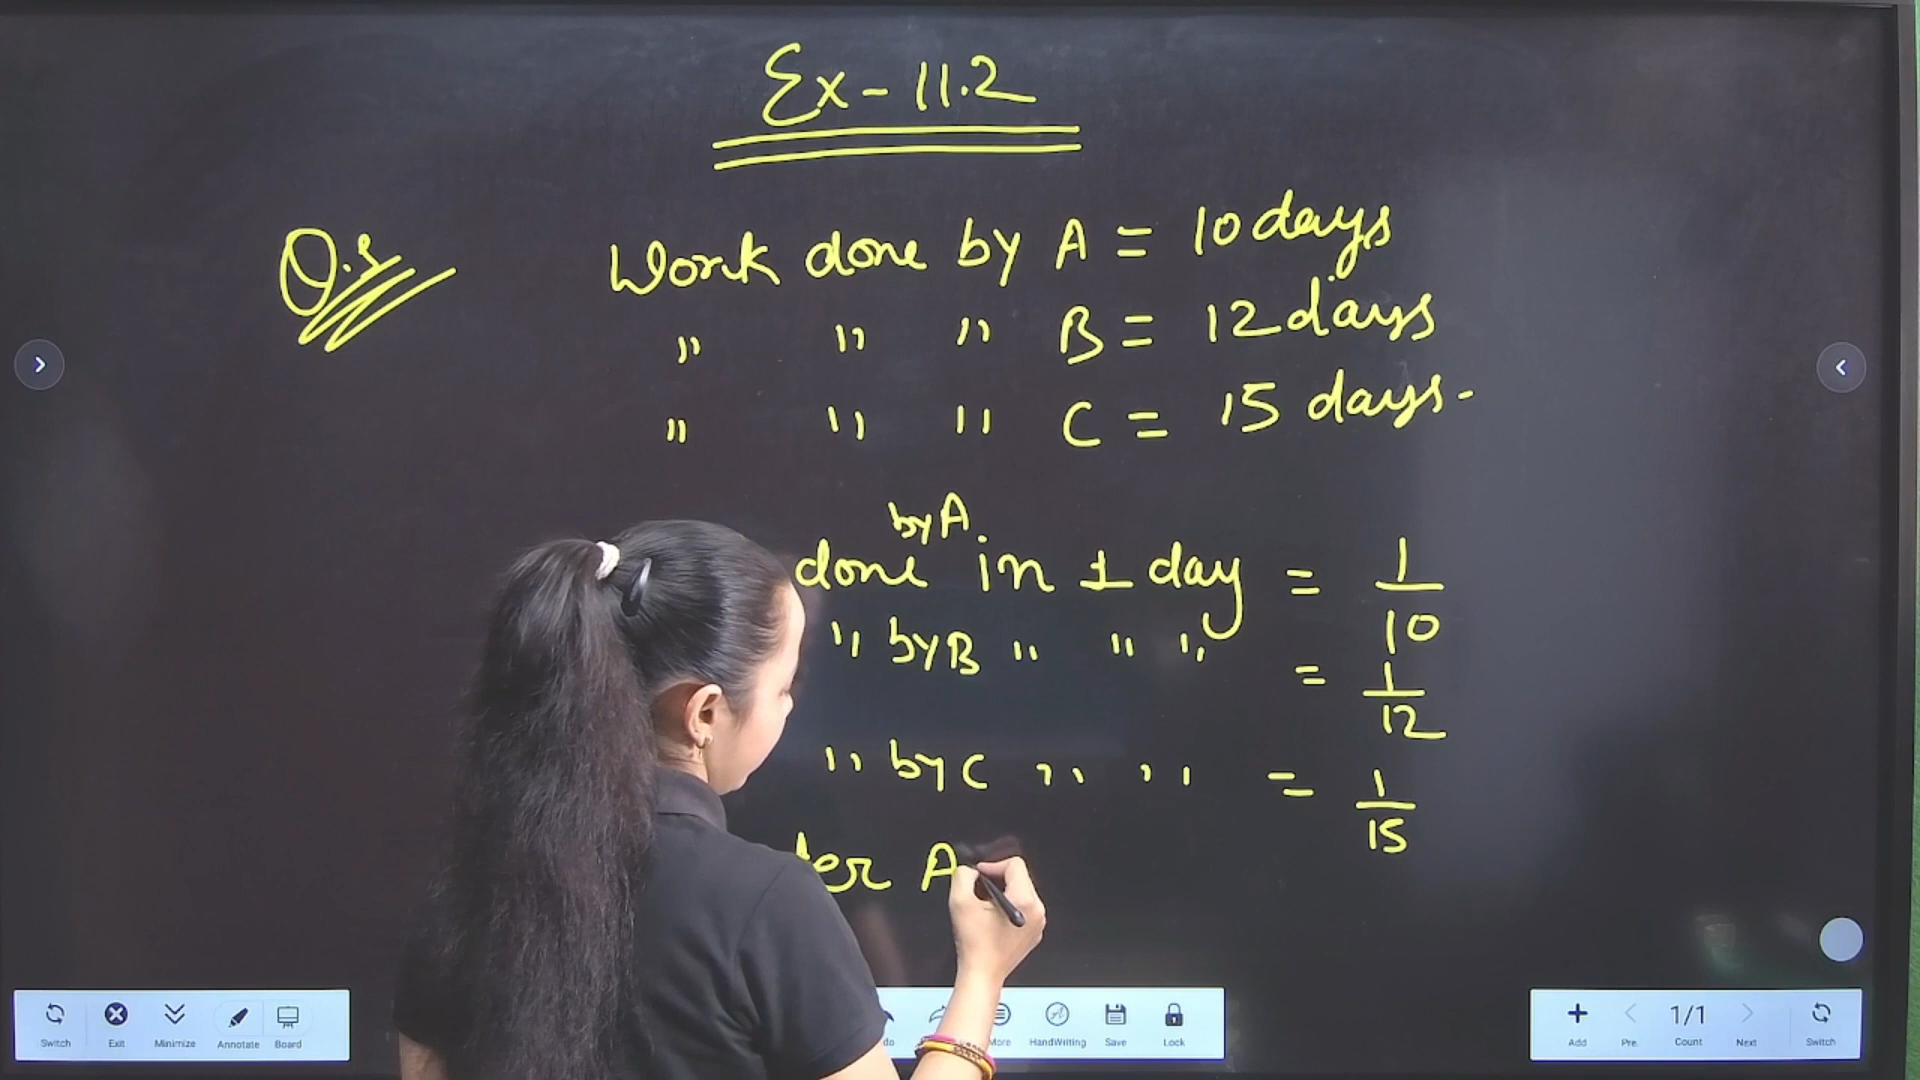 Ex - 11.2
Q.3
Work done by A = 10 days
" " " B = 12 days
" " " C = 15 days.
by A
done in 1 day = 1/10
" by B " " " = 1/12
" by C " " " = 1/15
A
Switch Exit Minimize Annotate Board
More HandWriting Save Lock
Add Pre. 1/1 Count Next Switch